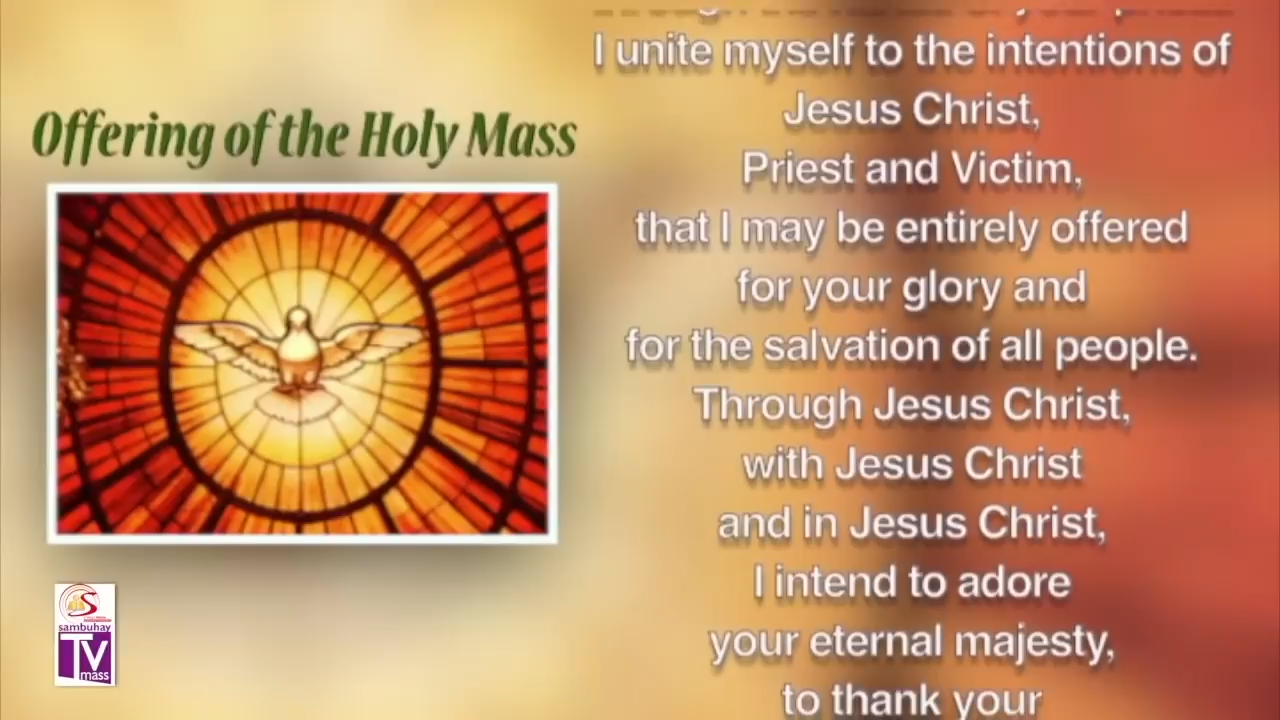 Offering of the Holy Mass
I unite myself to the intentions of
Jesus Christ,
Priest and Victim,
that I may be entirely offered
for your glory and
for the salvation of all people.
Through Jesus Christ,
with Jesus Christ
and in Jesus Christ,
I intend to adore
your eternal majesty,
to thank your
S
sambuhay
TV
mass